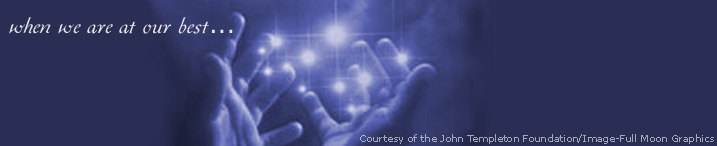 when we are at our best...
Courtesy of the John Templeton Foundation/Image-Full Moon Graphics